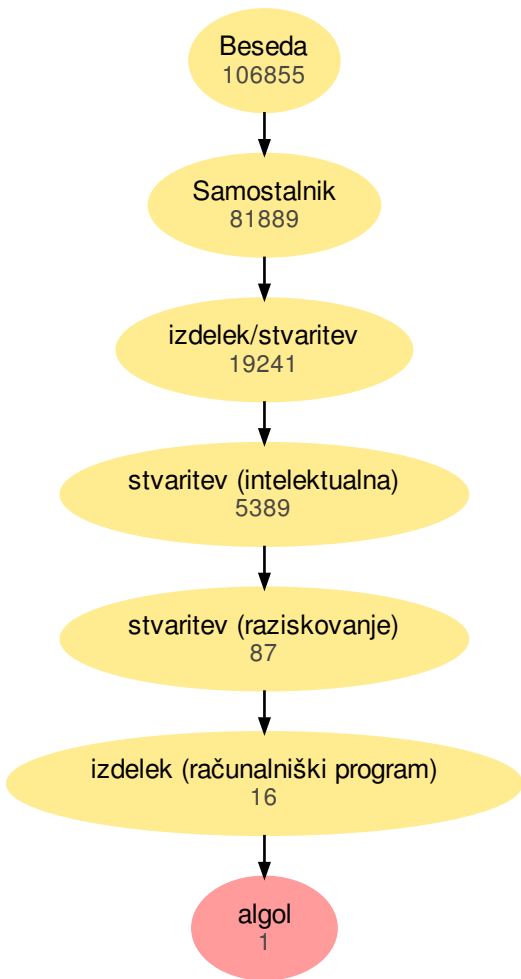 Beseda
106855
Samostalnik
81889
izdelek/stvaritev
19241
stvaritev (intelektualna)
5389
stvaritev (raziskovanje)
87
izdelek (računalniški program)
16
algol
1